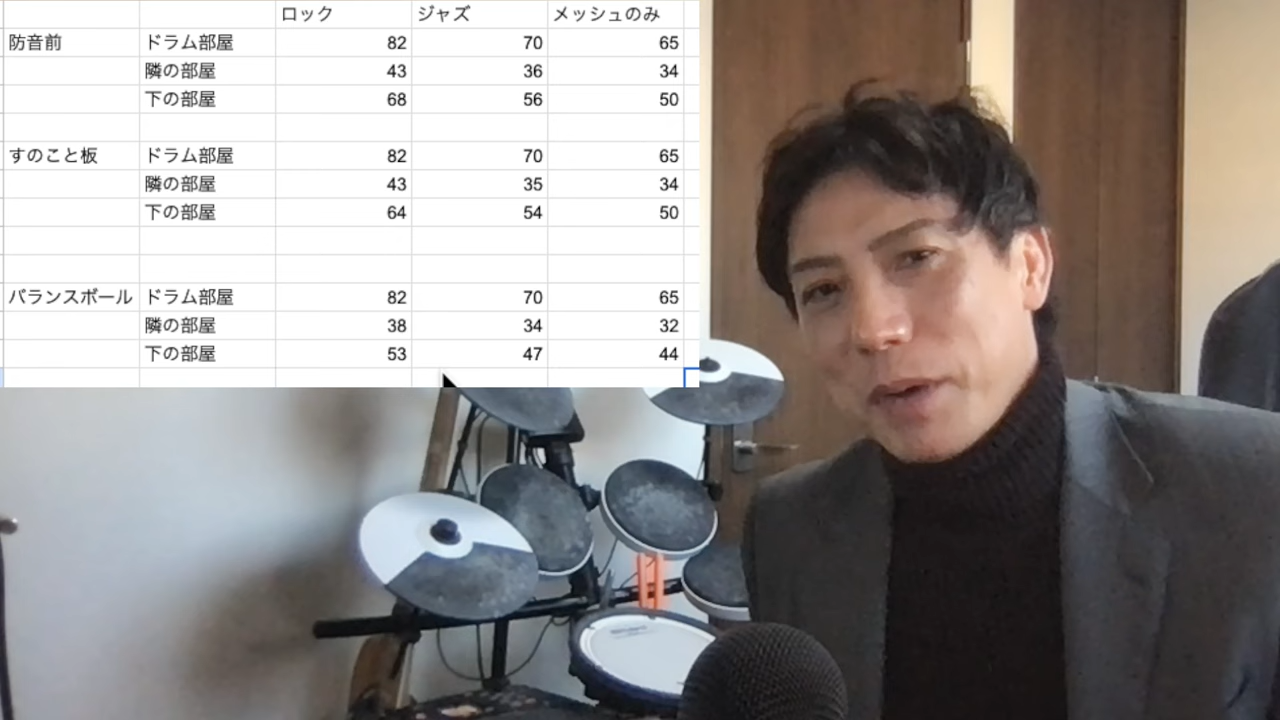 ロック ジャズ メッシュのみ
防音前 ドラム部屋 82 70 65
隣の部屋 43 36 34
下の部屋 68 56 50
すのこと板 ドラム部屋 82 70 65
隣の部屋 43 35 34
下の部屋 64 54 50
バランスボール ドラム部屋 82 70 65
隣の部屋 38 34 32
下の部屋 53 47 44